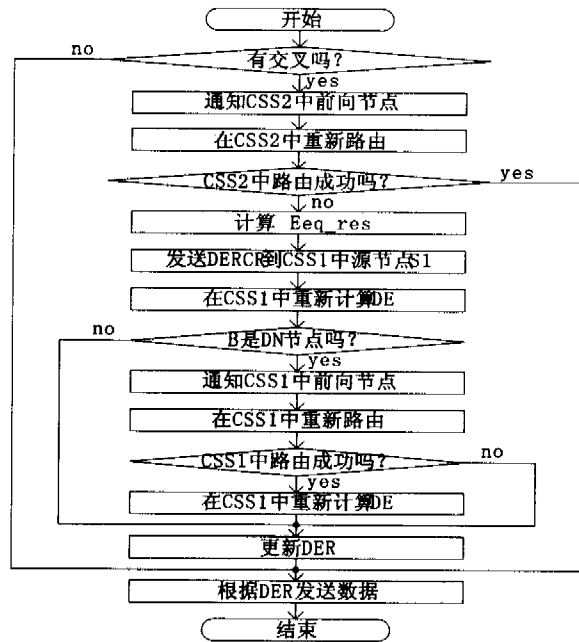 开始
no
有交叉吗?
yes
通知CSS2中前向节点
在CSS2中重新路由
CSS2中路由成功吗?
yes
no
计算 Eeq_res
发送DERCR到CSS1中源节点S1
在CSS1中重新计算DE
no
B是DN节点吗?
yes
通知CSS1中前向节点
在CSS1中重新路由
CSS1中路由成功吗?
no
yes
在CSS1中重新计算DE
更新DER
根据DER发送数据
结束